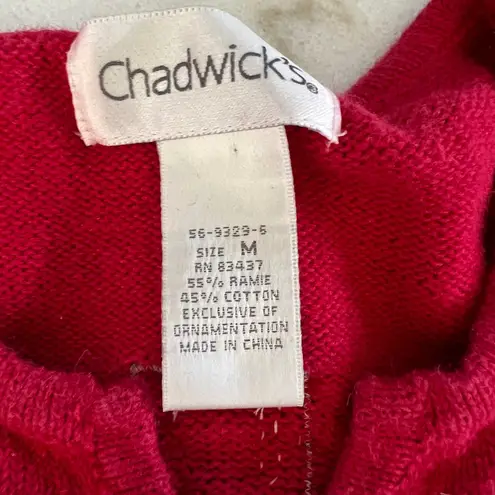 Chadwick's®
56-9329-6
SIZE M
RN 83437
55% RAMIE
45% COTTON
EXCLUSIVE OF
ORNAMENTATION
MADE IN CHINA